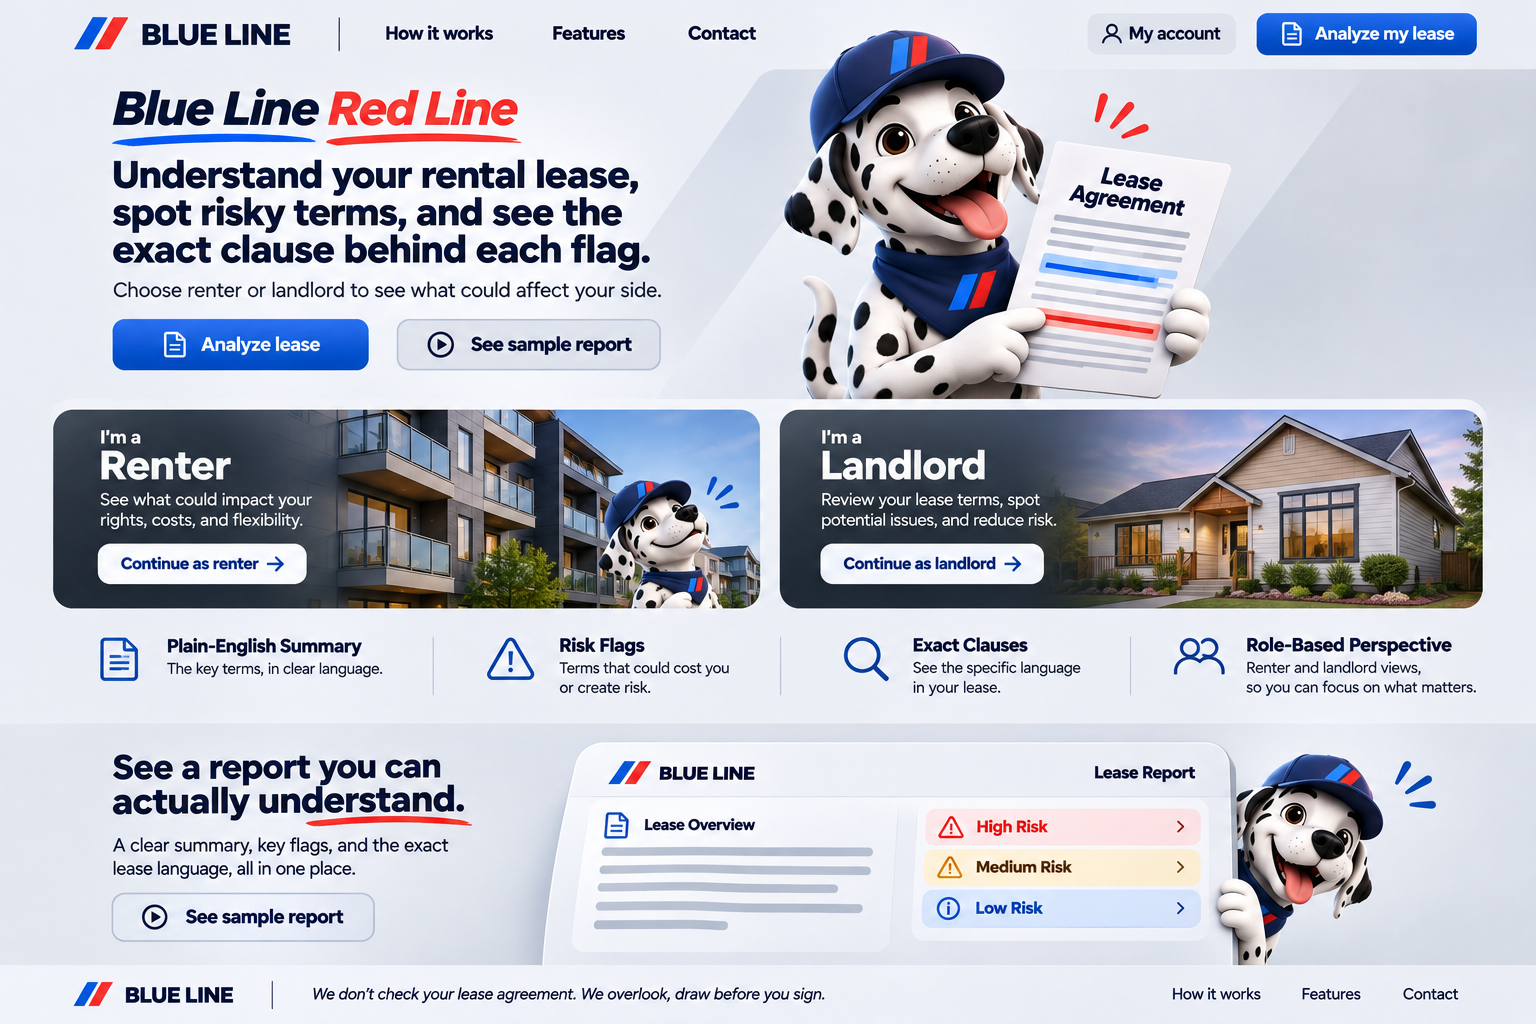 BLUE LINE
How it works
Features
Contact
My account
Analyze my lease
Blue Line Red Line
Understand your rental lease,
spot risky terms, and see the
exact clause behind each flag.
Choose renter or landlord to see what could affect your side.
Analyze lease
See sample report
Lease
Agreement
I'm a
Renter
See what could impact your
rights, costs, and flexibility.
Continue as renter →
I'm a
Landlord
Review your lease terms, spot
potential issues, and reduce risk.
Continue as landlord →
Plain-English Summary
The key terms, in clear language.
Risk Flags
Terms that could cost you
or create risk.
Exact Clauses
See the specific language
in your lease.
Role-Based Perspective
Renter and landlord views,
so you can focus on what matters.
See a report you can
actually understand.
A clear summary, key flags, and the exact
lease language, all in one place.
See sample report
BLUE LINE
Lease Report
Lease Overview
High Risk
Medium Risk
Low Risk
BLUE LINE
We don't check your lease agreement. We overlook, draw before you sign.
How it works
Features
Contact